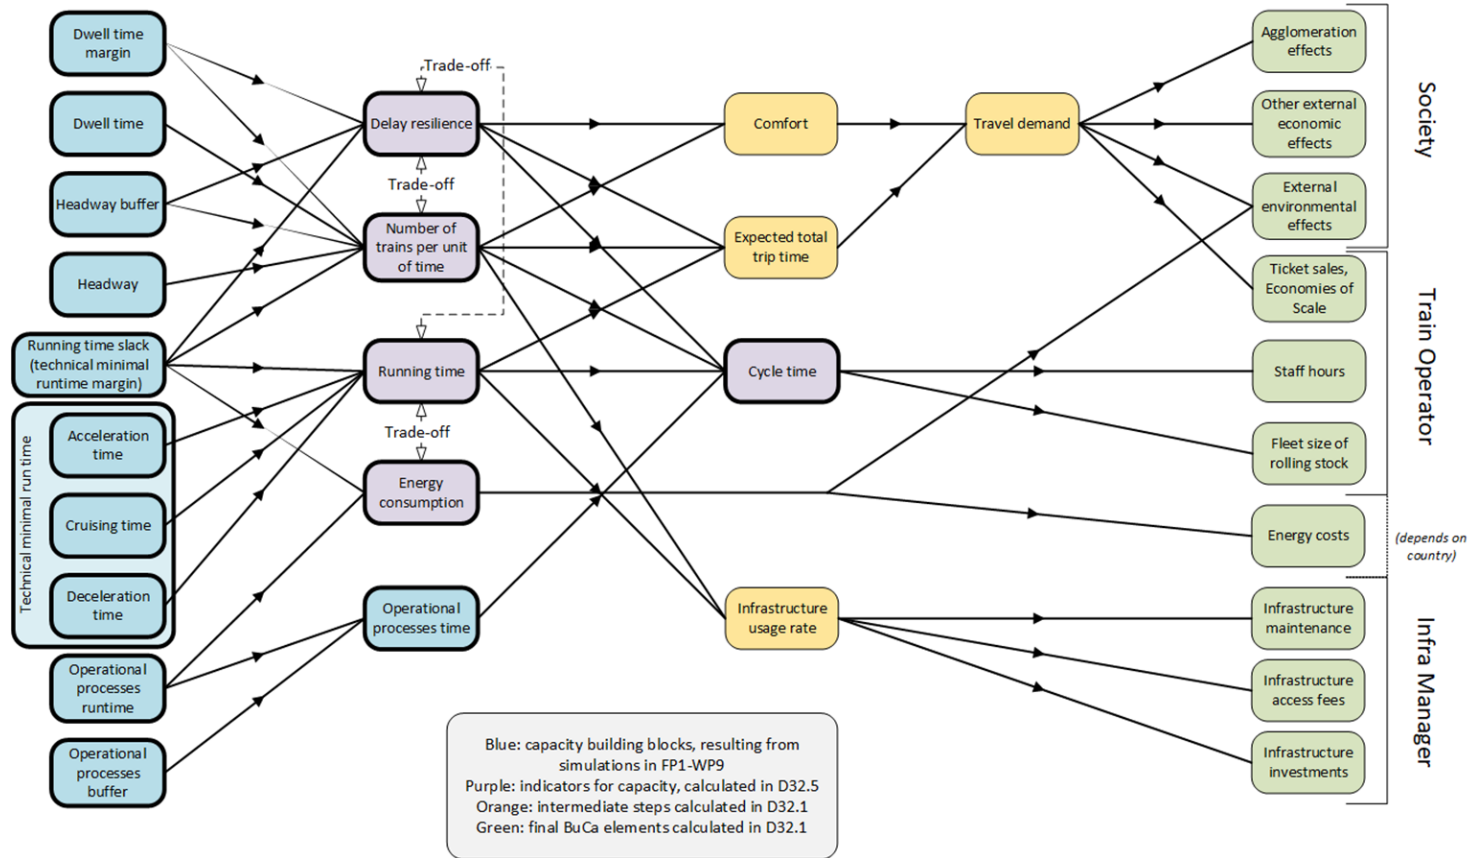 Dwell time
margin
Dwell time
Headway buffer
Headway
Running time slack
(technical minimal
runtime margin)
Technical minimal run time
Acceleration
time
Cruising time
Deceleration
time
Operational
processes
runtime
Operational
processes
buffer
Trade-off
Delay resilience
Trade-off
Number of
trains per unit
of time
Running time
Trade-off
Energy
consumption
Operational
processes time
Comfort
Expected total
trip time
Cycle time
Infrastructure
usage rate
Travel demand
Agglomeration
effects
Other external
economic
effects
External
environmental
effects
Ticket sales,
Economies of
Scale
Staff hours
Fleet size of
rolling stock
Energy costs
Infrastructure
maintenance
Infrastructure
access fees
Infrastructure
investments
Society
Train Operator
(depends on
country)
Infra Manager
Blue: capacity building blocks, resulting from
simulations in FP1-WP9
Purple: indicators for capacity, calculated in D32.5
Orange: intermediate steps calculated in D32.1
Green: final BuCa elements calculated in D32.1